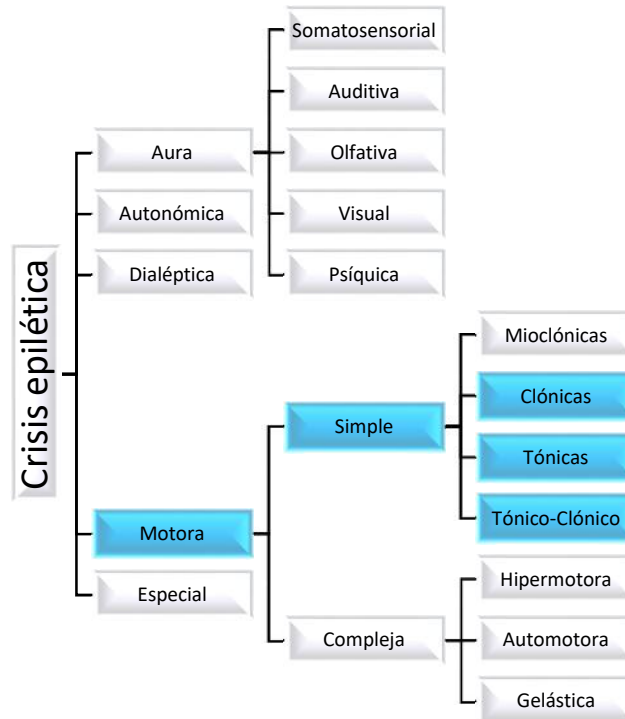 Crisis epilética
Aura
Somatosensorial
Auditiva
Olfativa
Visual
Psíquica
Autonómica
Dialéptica
Motora
Simple
Mioclónicas
Clónicas
Tónicas
Tónico-Clónico
Compleja
Hipermotora
Automotora
Gelástica
Especial